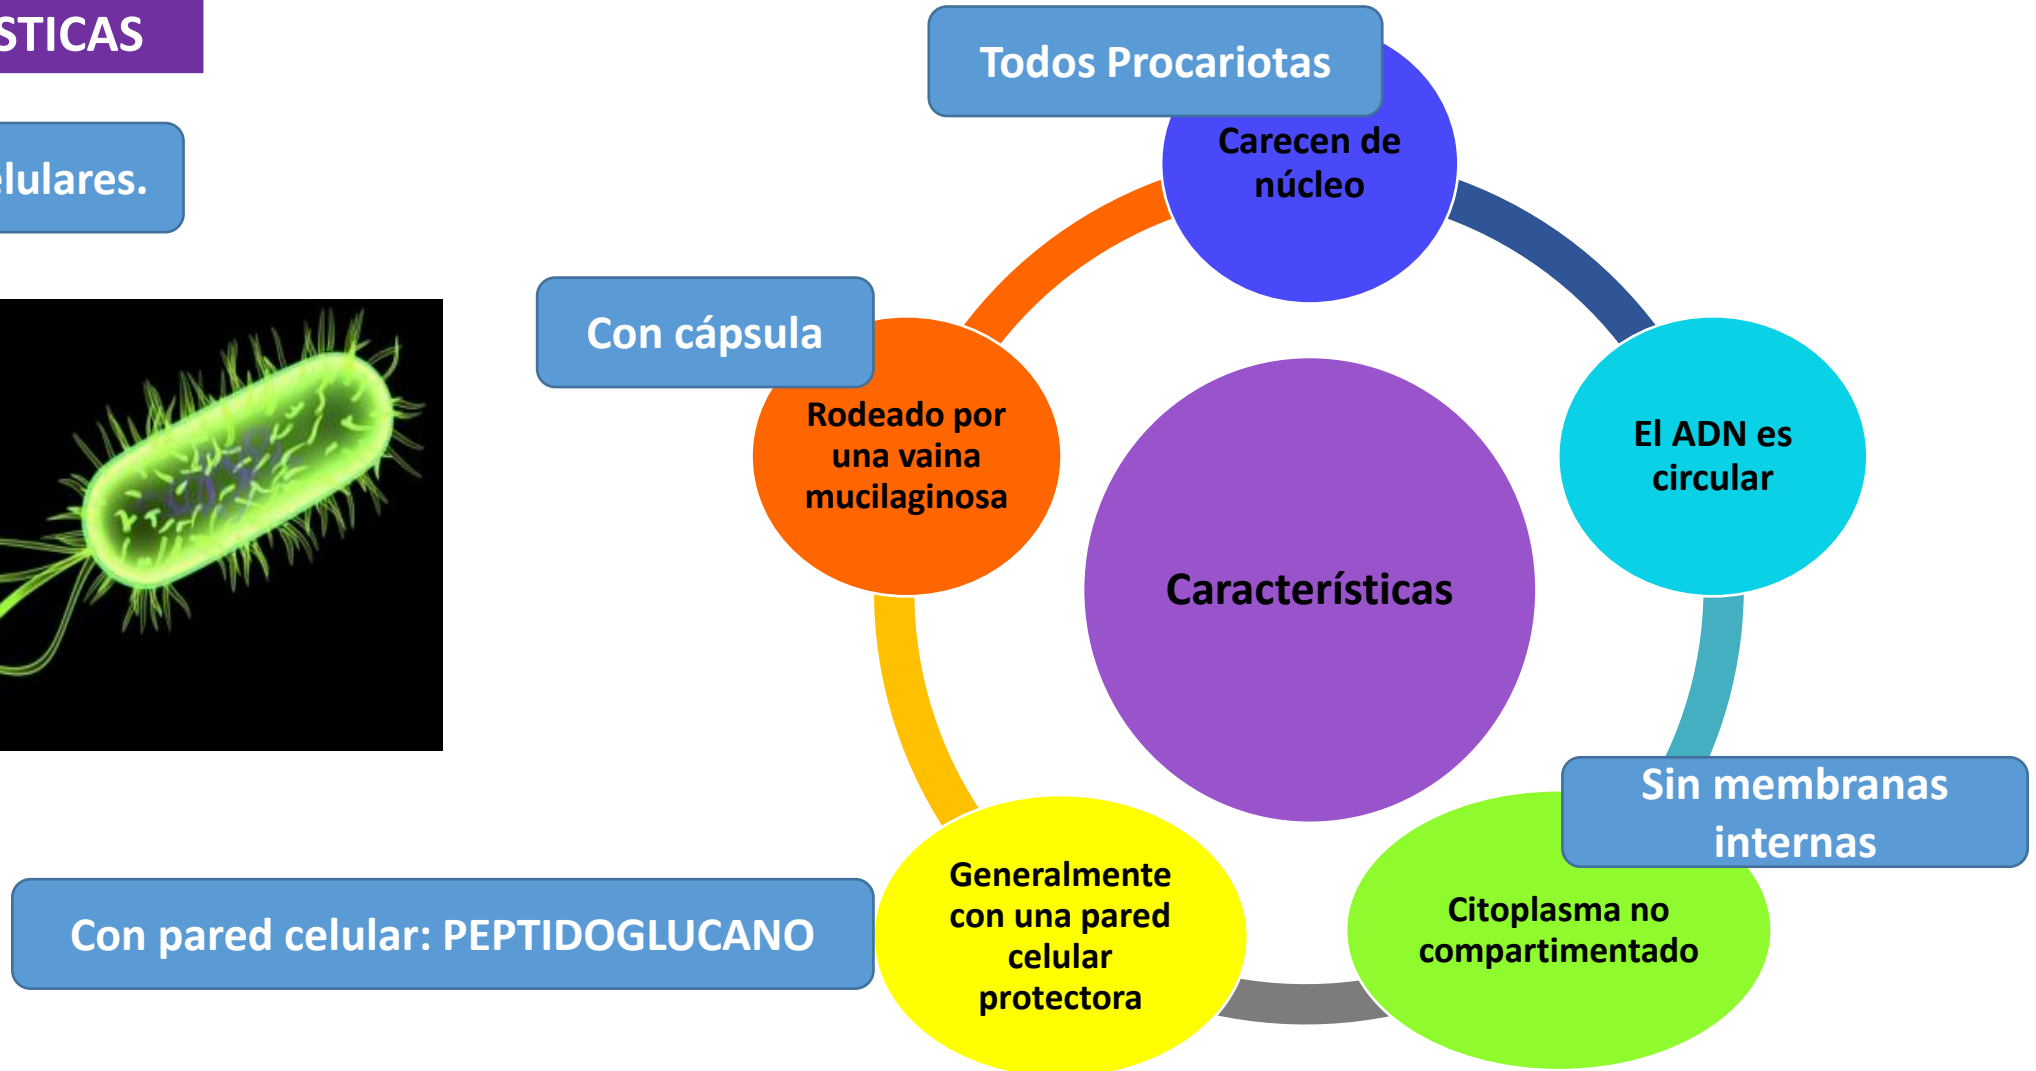 STICAS
elulares.
Todos Procariotas
Carecen de
núcleo
Con cápsula
Rodeado por
una vaina
mucilaginosa
El ADN es
circular
Características
Sin membranas
internas
Citoplasma no
compartimentado
Generalmente
con una pared
celular
protectora
Con pared celular: PEPTIDOGLUCANO